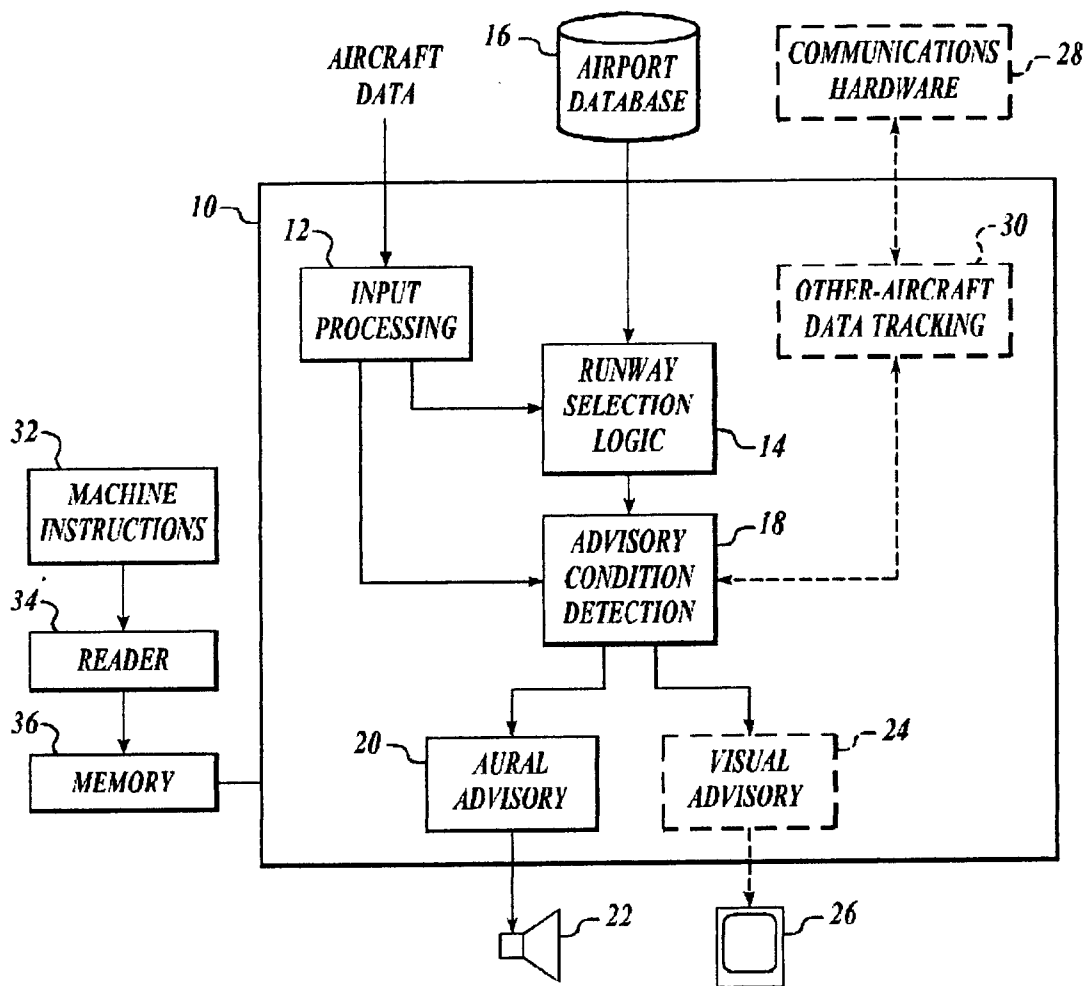 16
AIRCRAFT
DATA
AIRPORT
DATABASE
COMMUNICATIONS
HARDWARE
28
10
12
INPUT
PROCESSING
30
OTHER-AIRCRAFT
DATA TRACKING
RUNWAY
SELECTION
LOGIC
14
32
MACHINE
INSTRUCTIONS
18
ADVISORY
CONDITION
DETECTION
34
READER
36
MEMORY
20
AURAL
ADVISORY
24
VISUAL
ADVISORY
22
26